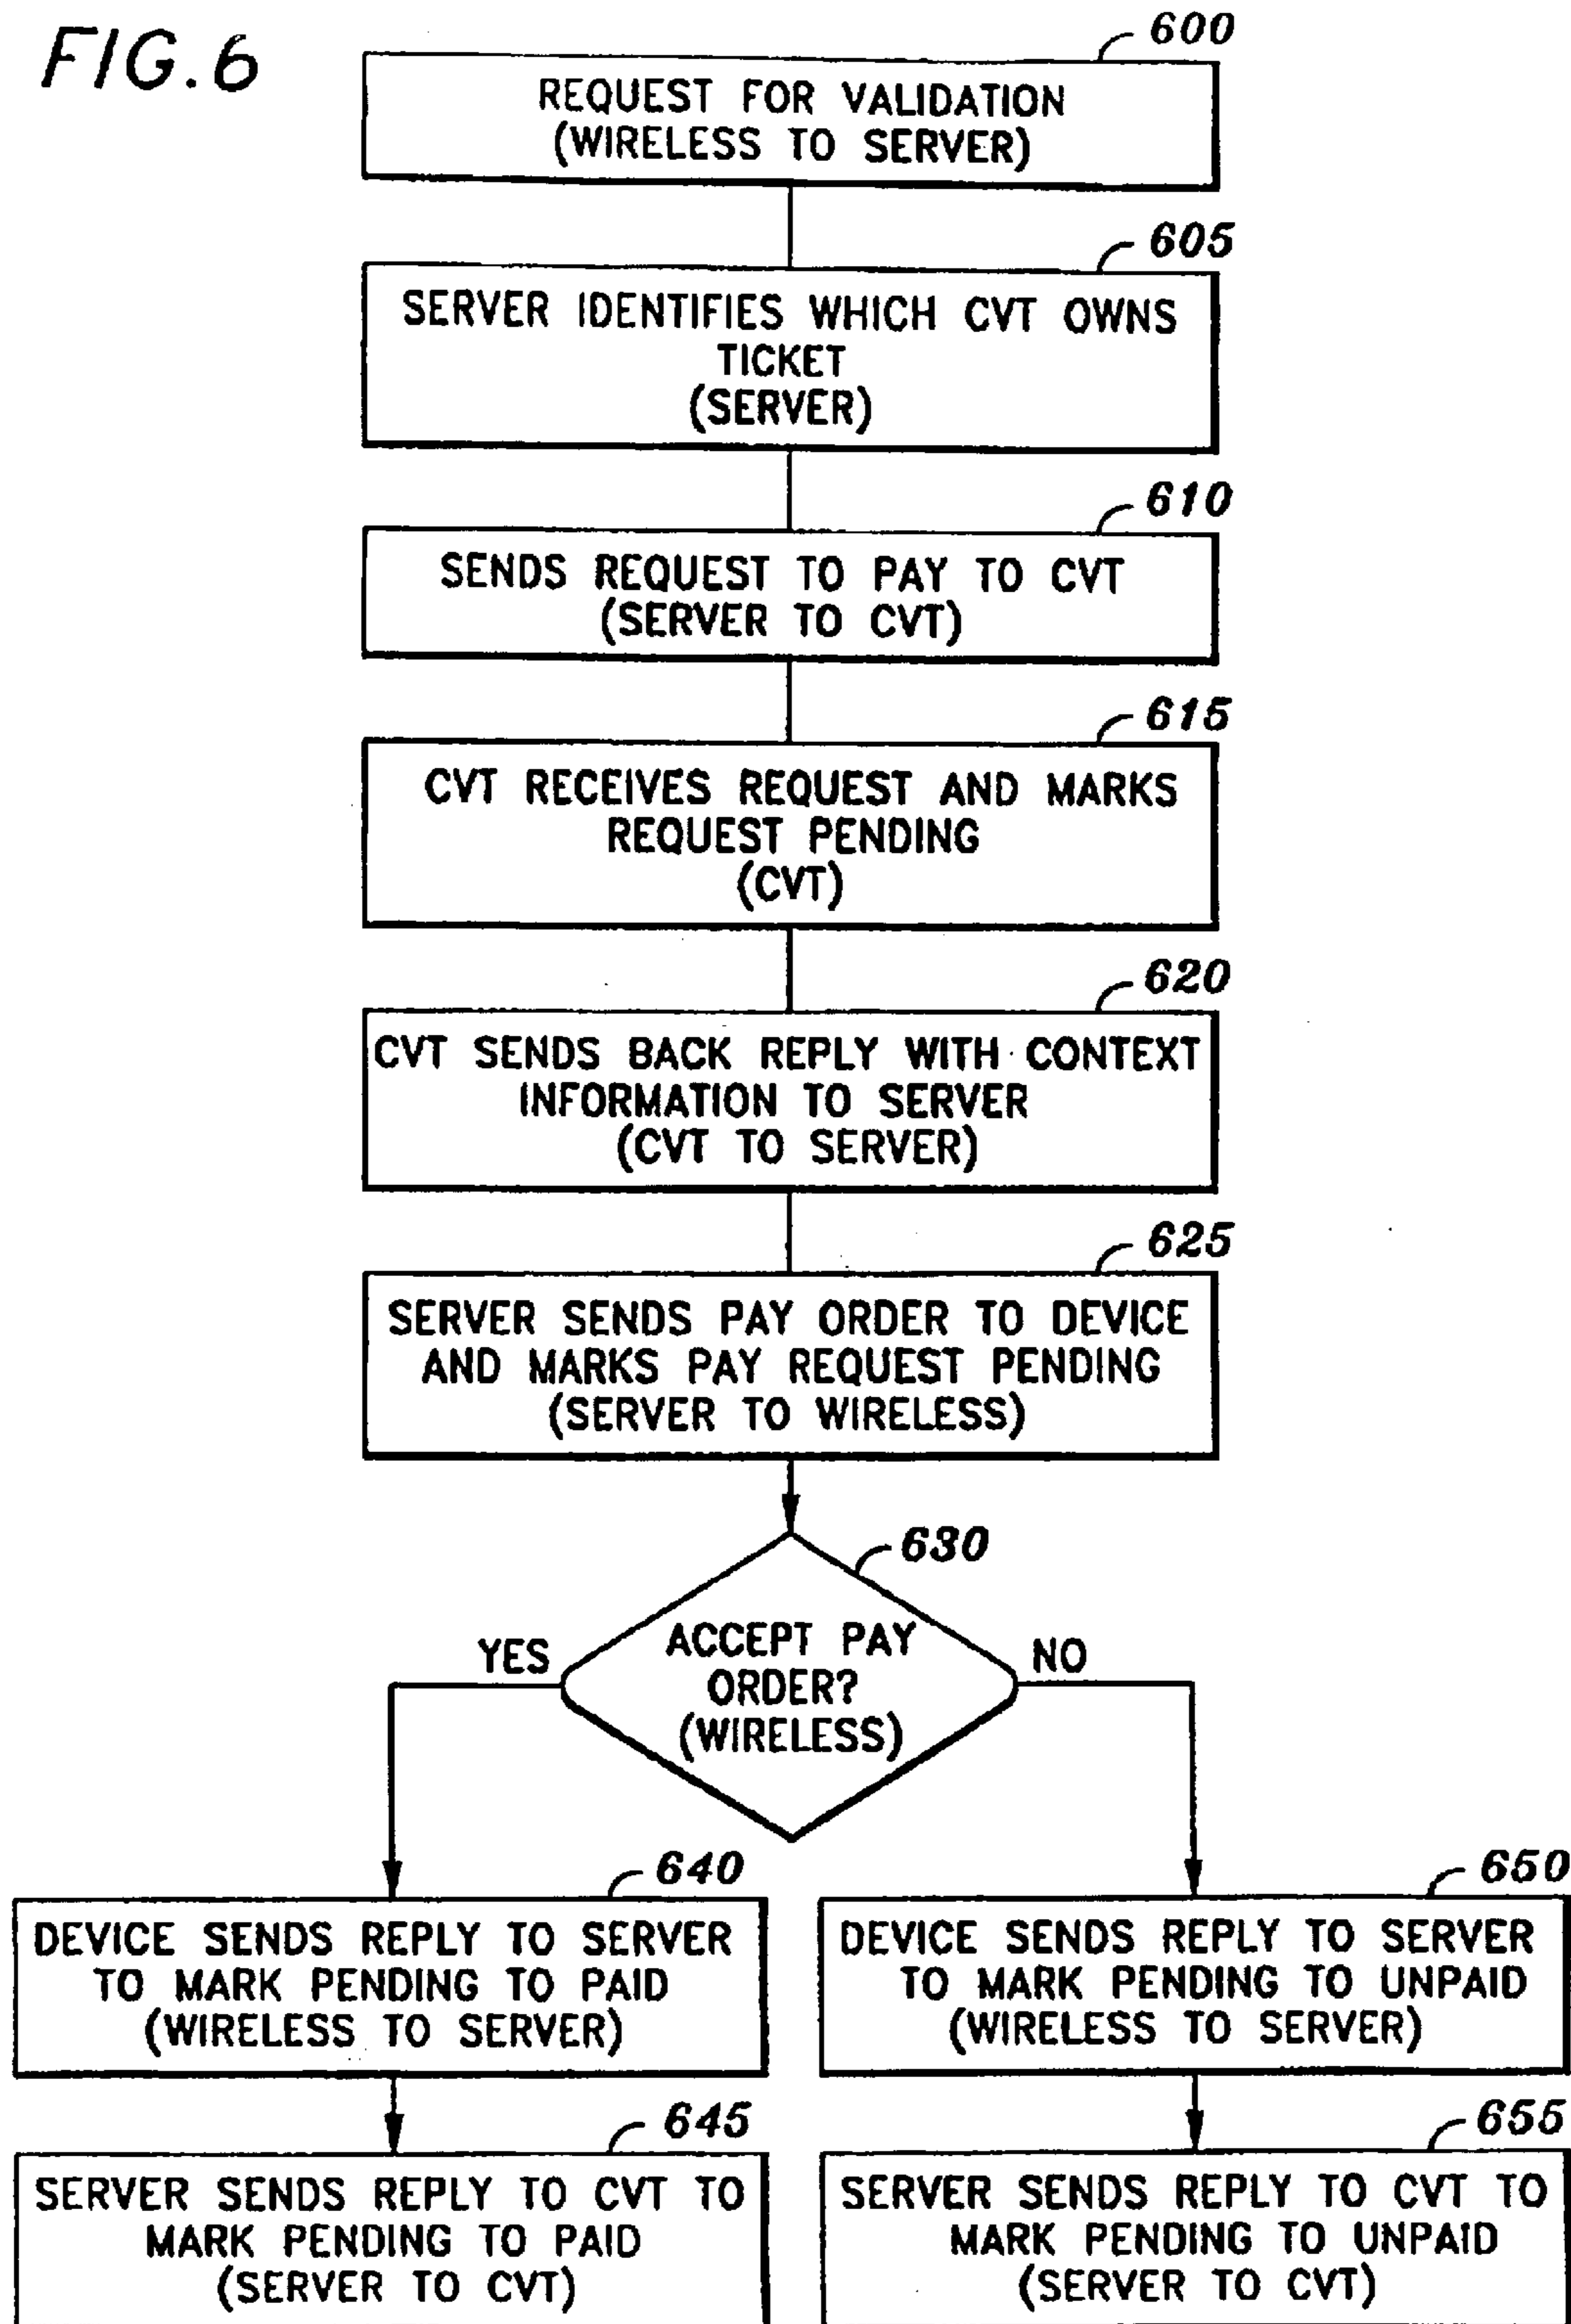 FIG.6
600
REQUEST FOR VALIDATION
(WIRELESS TO SERVER)
605
SERVER IDENTIFIES WHICH CVT OWNS
TICKET
(SERVER)
610
SENDS REQUEST TO PAY TO CVT
(SERVER TO CVT)
615
CVT RECEIVES REQUEST AND MARKS
REQUEST PENDING
(CVT)
620
CVT SENDS BACK REPLY WITH CONTEXT
INFORMATION TO SERVER
(CVT TO SERVER)
625
SERVER SENDS PAY ORDER TO DEVICE
AND MARKS PAY REQUEST PENDING
(SERVER TO WIRELESS)
630
ACCEPT PAY
ORDER?
(WIRELESS)
YES
NO
640
DEVICE SENDS REPLY TO SERVER
TO MARK PENDING TO PAID
(WIRELESS TO SERVER)
650
DEVICE SENDS REPLY TO SERVER
TO MARK PENDING TO UNPAID
(WIRELESS TO SERVER)
645
SERVER SENDS REPLY TO CVT TO
MARK PENDING TO PAID
(SERVER TO CVT)
655
SERVER SENDS REPLY TO CVT TO
MARK PENDING TO UNPAID
(SERVER TO CVT)